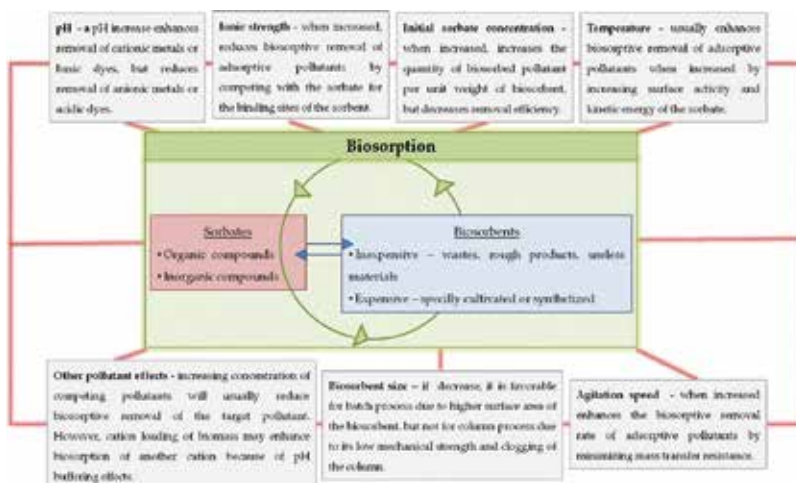 pH - a pH increase enhances
removal of cationic metals or
basic dyes, but reduces
removal of anionic metals or
acidic dyes.
Ionic strength - when increased,
reduces biosorptive removal of
adsorptive pollutants by
competing with the sorbate for
the binding sites of the sorbent.
Initial sorbate concentration -
when increased, increases the
quantity of biosorbed pollutant
per unit weight of biosorbent,
but decreases removal efficiency.
Temperature - usually enhances
biosorptive removal of adsorptive
pollutants when increased by
increasing surface activity and
kinetic energy of the sorbate.
Biosorption
Sorbates
• Organic compounds
• Inorganic compounds
Biosorbents
• Inexpensive – wastes, rough products, useless
materials
• Expensive – specilly cultivated or synthetized
Other pollutant effects - increasing concentration of
competing pollutants will usually reduce
biosorptive removal of the target pollutant.
However, cation loading of biomass may enhance
biosorption of another cation because of pH
buffering effects.
Biosorbent size – if decrease, it is favorable
for batch process due to higher surface area of
the biosorbent, but not for column process due
to its low mechanical strength and clogging of
the column.
Agitation speed - when increased
enhances the biosorptive removal
rate of adsorptive pollutants by
minimizing mass transfer resistance.